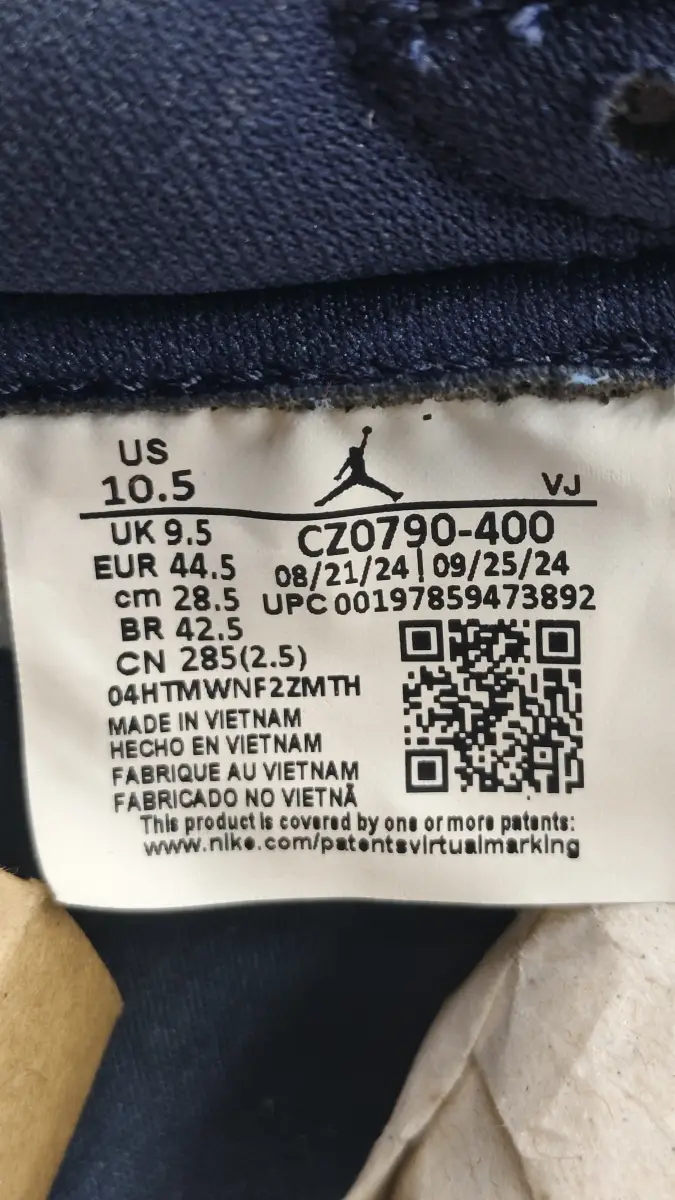 US
10.5
VJ
UK 9.5
CZ0790-400
EUR 44.5
08/21/24 | 09/25/24
cm 28.5
UPC 00197859473892
BR 42.5
CN 285(2.5)
04HTMWNF2ZMTH
MADE IN VIETNAM
HECHO EN VIETNAM
FABRIQUE AU VIETNAM
FABRICADO NO VIETNÃ
This product is covered by one or more patents:
www.nike.com/patentsvirtualmarking